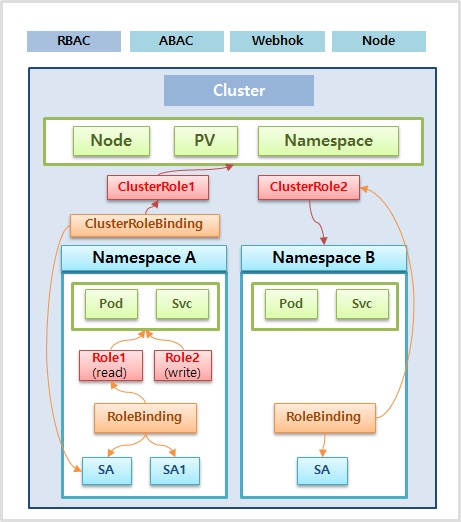 RBAC
ABAC
Webhok
Node
Cluster
Node
PV
Namespace
ClusterRole1
ClusterRole2
ClusterRoleBinding
Namespace A
Namespace B
Pod
Svc
Pod
Svc
Role1
(read)
Role2
(write)
RoleBinding
RoleBinding
SA
SA1
SA